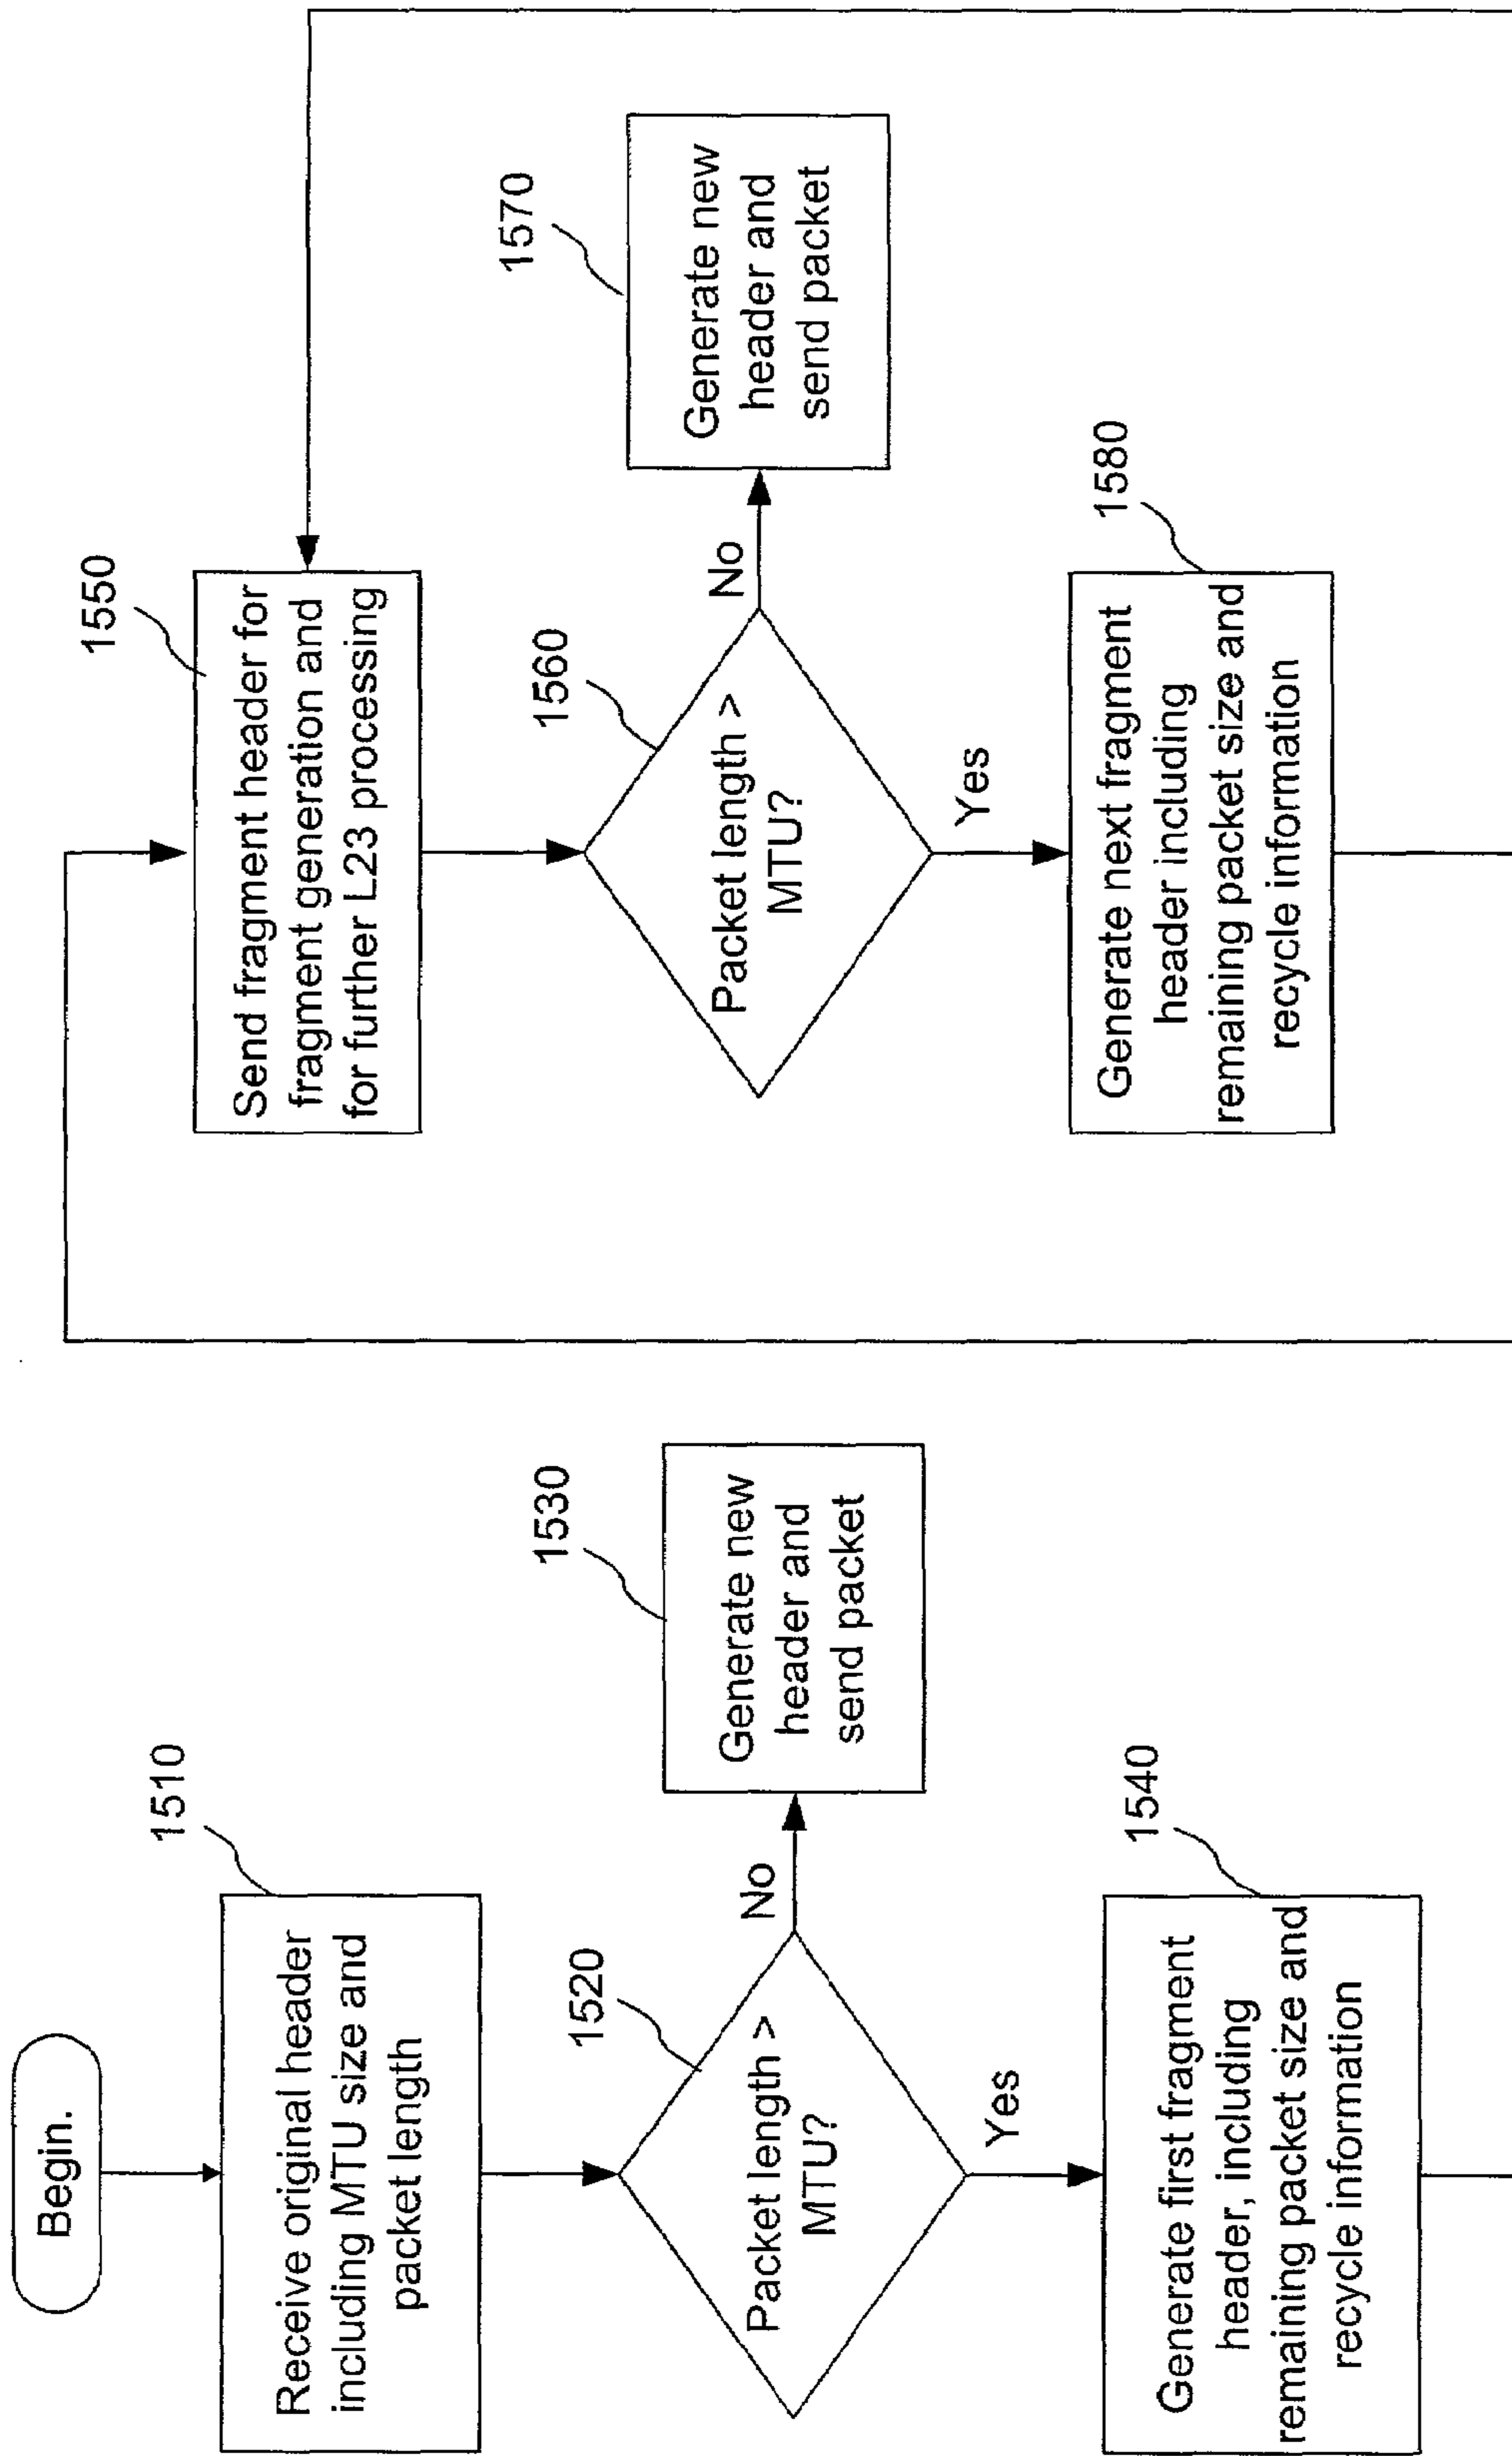 Begin.
1510
Receive original header
including MTU size and
packet length
1520
Packet length >
MTU?
No
1530
Generate new
header and
send packet
Yes
1540
Generate first fragment
header, including
remaining packet size and
recycle information
1550
Send fragment header for
fragment generation and
for further L23 processing
1560
Packet length >
MTU?
No
1570
Generate new
header and
send packet
Yes
1580
Generate next fragment
header including
remaining packet size and
recycle information